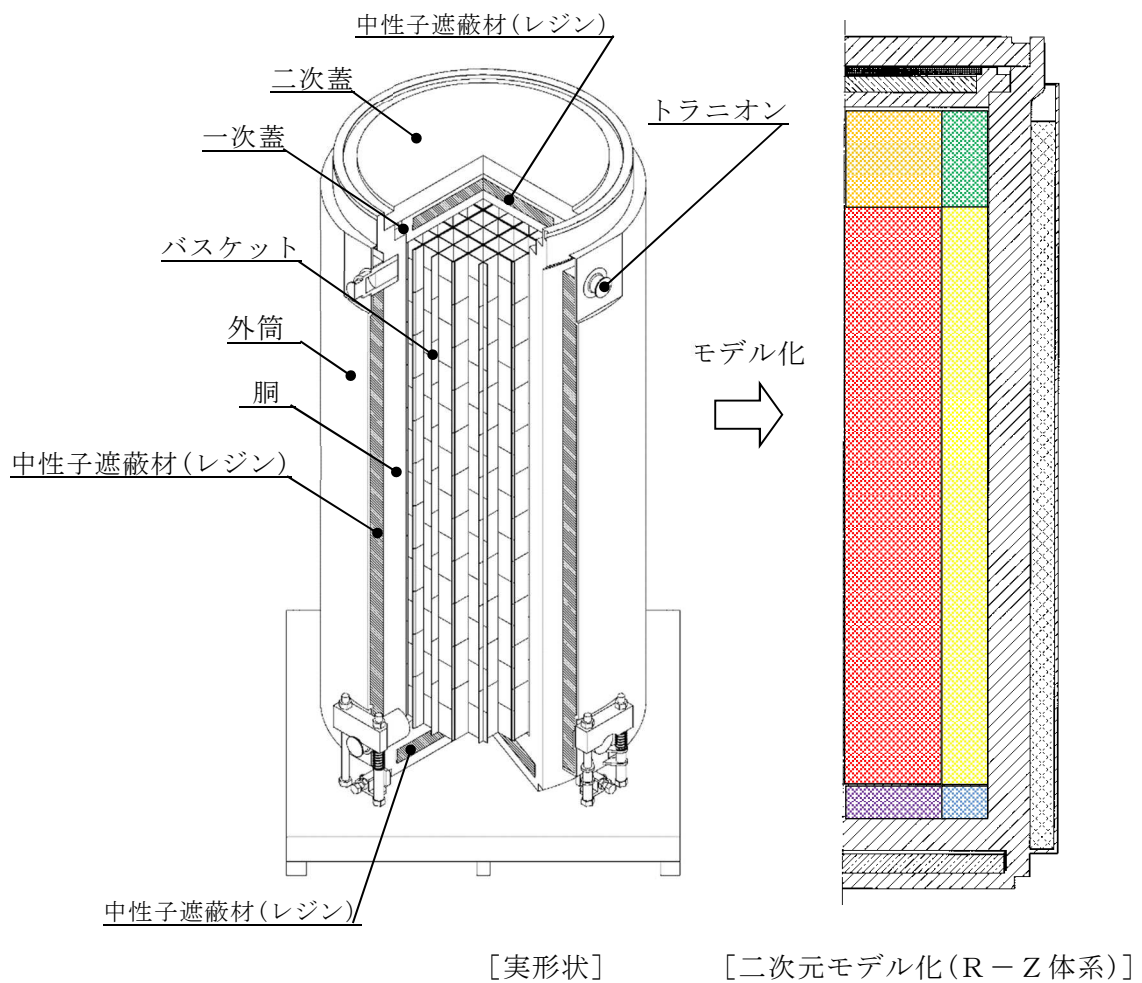 中性子遮蔽材(レジン)
二次蓋
トラニオン
一次蓋
バスケット
外筒
モデル化
胴
中性子遮蔽材(レジン)
中性子遮蔽材(レジン)
[実形状]
[二次元モデル化(R-Z体系)]